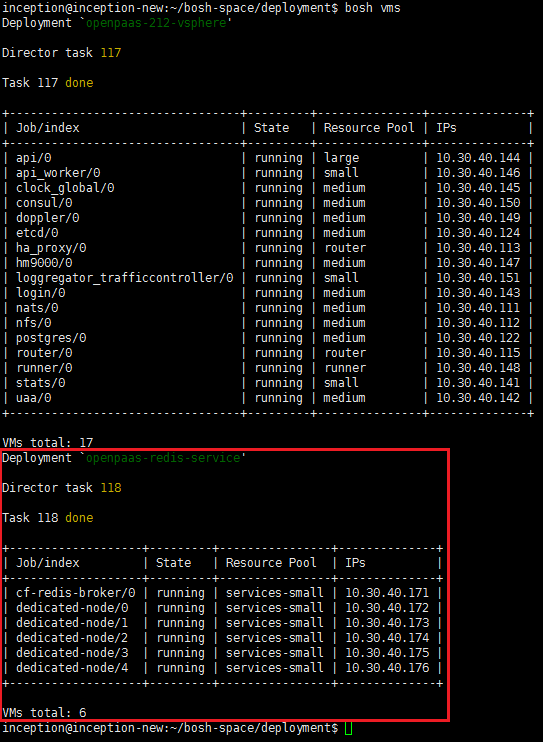 inception@inception-new:~/bosh-space/deployment$ bosh vms
Deployment `openpaas-212-vsphere'
Director task 117
Task 117 done
+-------------------------------+---------+---------------+--------------+
| Job/index                     | State   | Resource Pool | IPs          |
+-------------------------------+---------+---------------+--------------+
| api/0                         | running | large         | 10.30.40.144 |
| api_worker/0                  | running | small         | 10.30.40.146 |
| clock_global/0                | running | medium        | 10.30.40.145 |
| consul/0                      | running | medium        | 10.30.40.150 |
| doppler/0                     | running | medium        | 10.30.40.149 |
| etcd/0                        | running | medium        | 10.30.40.124 |
| ha_proxy/0                    | running | router        | 10.30.40.113 |
| hm9000/0                      | running | medium        | 10.30.40.147 |
| loggregator_trafficcontroller/0 | running | small         | 10.30.40.151 |
| login/0                       | running | medium        | 10.30.40.143 |
| nats/0                        | running | medium        | 10.30.40.111 |
| nfs/0                         | running | medium        | 10.30.40.112 |
| postgres/0                    | running | medium        | 10.30.40.122 |
| router/0                      | running | router        | 10.30.40.115 |
| runner/0                      | running | runner        | 10.30.40.148 |
| stats/0                       | running | small         | 10.30.40.141 |
| uaa/0                         | running | medium        | 10.30.40.142 |
+-------------------------------+---------+---------------+--------------+
VMs total: 17
Deployment `openpaas-redis-service'
Director task 118
Task 118 done
+-------------------+---------+----------------+--------------+
| Job/index         | State   | Resource Pool  | IPs          |
+-------------------+---------+----------------+--------------+
| cf-redis-broker/0 | running | services-small | 10.30.40.171 |
| dedicated-node/0  | running | services-small | 10.30.40.172 |
| dedicated-node/1  | running | services-small | 10.30.40.173 |
| dedicated-node/2  | running | services-small | 10.30.40.174 |
| dedicated-node/3  | running | services-small | 10.30.40.175 |
| dedicated-node/4  | running | services-small | 10.30.40.176 |
+-------------------+---------+----------------+--------------+
VMs total: 6
inception@inception-new:~/bosh-space/deployment$